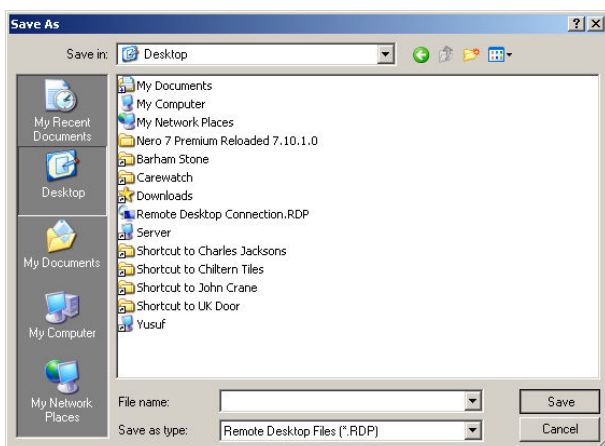 Save As
Save in: Desktop
My Recent
Documents
Desktop
My Documents
My Computer
My Network
Places
My Documents
My Computer
My Network Places
Nero 7 Premium Reloaded 7.10.1.0
Barham Stone
Carewatch
Downloads
Remote Desktop Connection.RDP
Server
Shortcut to Charles Jacksons
Shortcut to Chiltern Tiles
Shortcut to John Crane
Shortcut to UK Door
Yusuf
File name:
Save
Save as type: Remote Desktop Files (*.RDP)
Cancel